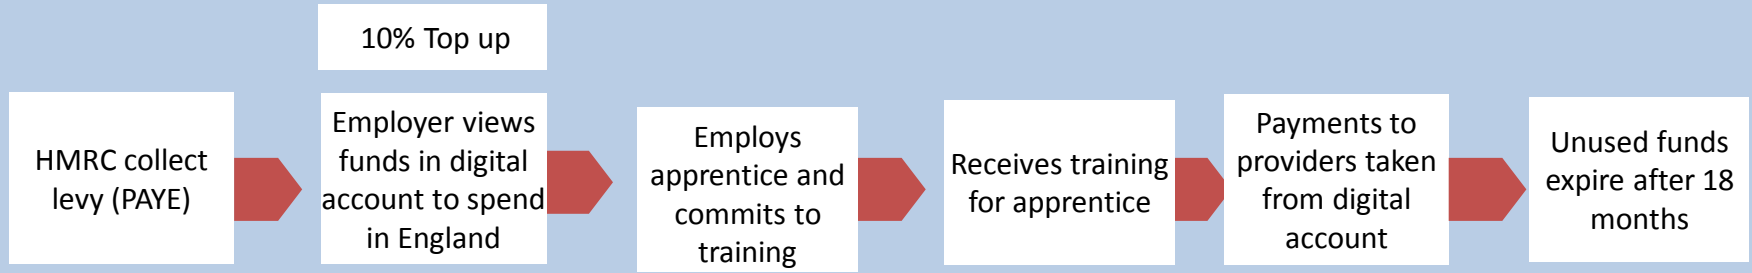 10% Top up
HMRC collect
levy (PAYE)
Employer views
funds in digital
account to spend
in England
Employs
apprentice and
commits to
training
Receives training
for apprentice
Payments to
providers taken
from digital
account
Unused funds
expire after 18
months